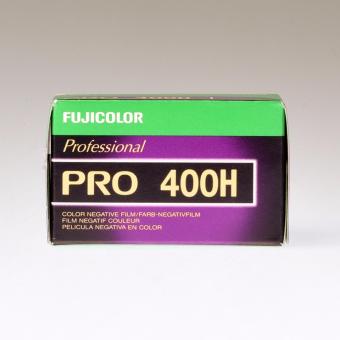 FUJICOLOR
Professional
PRO 400H
COLOR NEGATIVE FILM/FARB-NEGATIVFILM
FILM NEGATIF COULEUR
PELICULA NEGATIVA EN COLOR